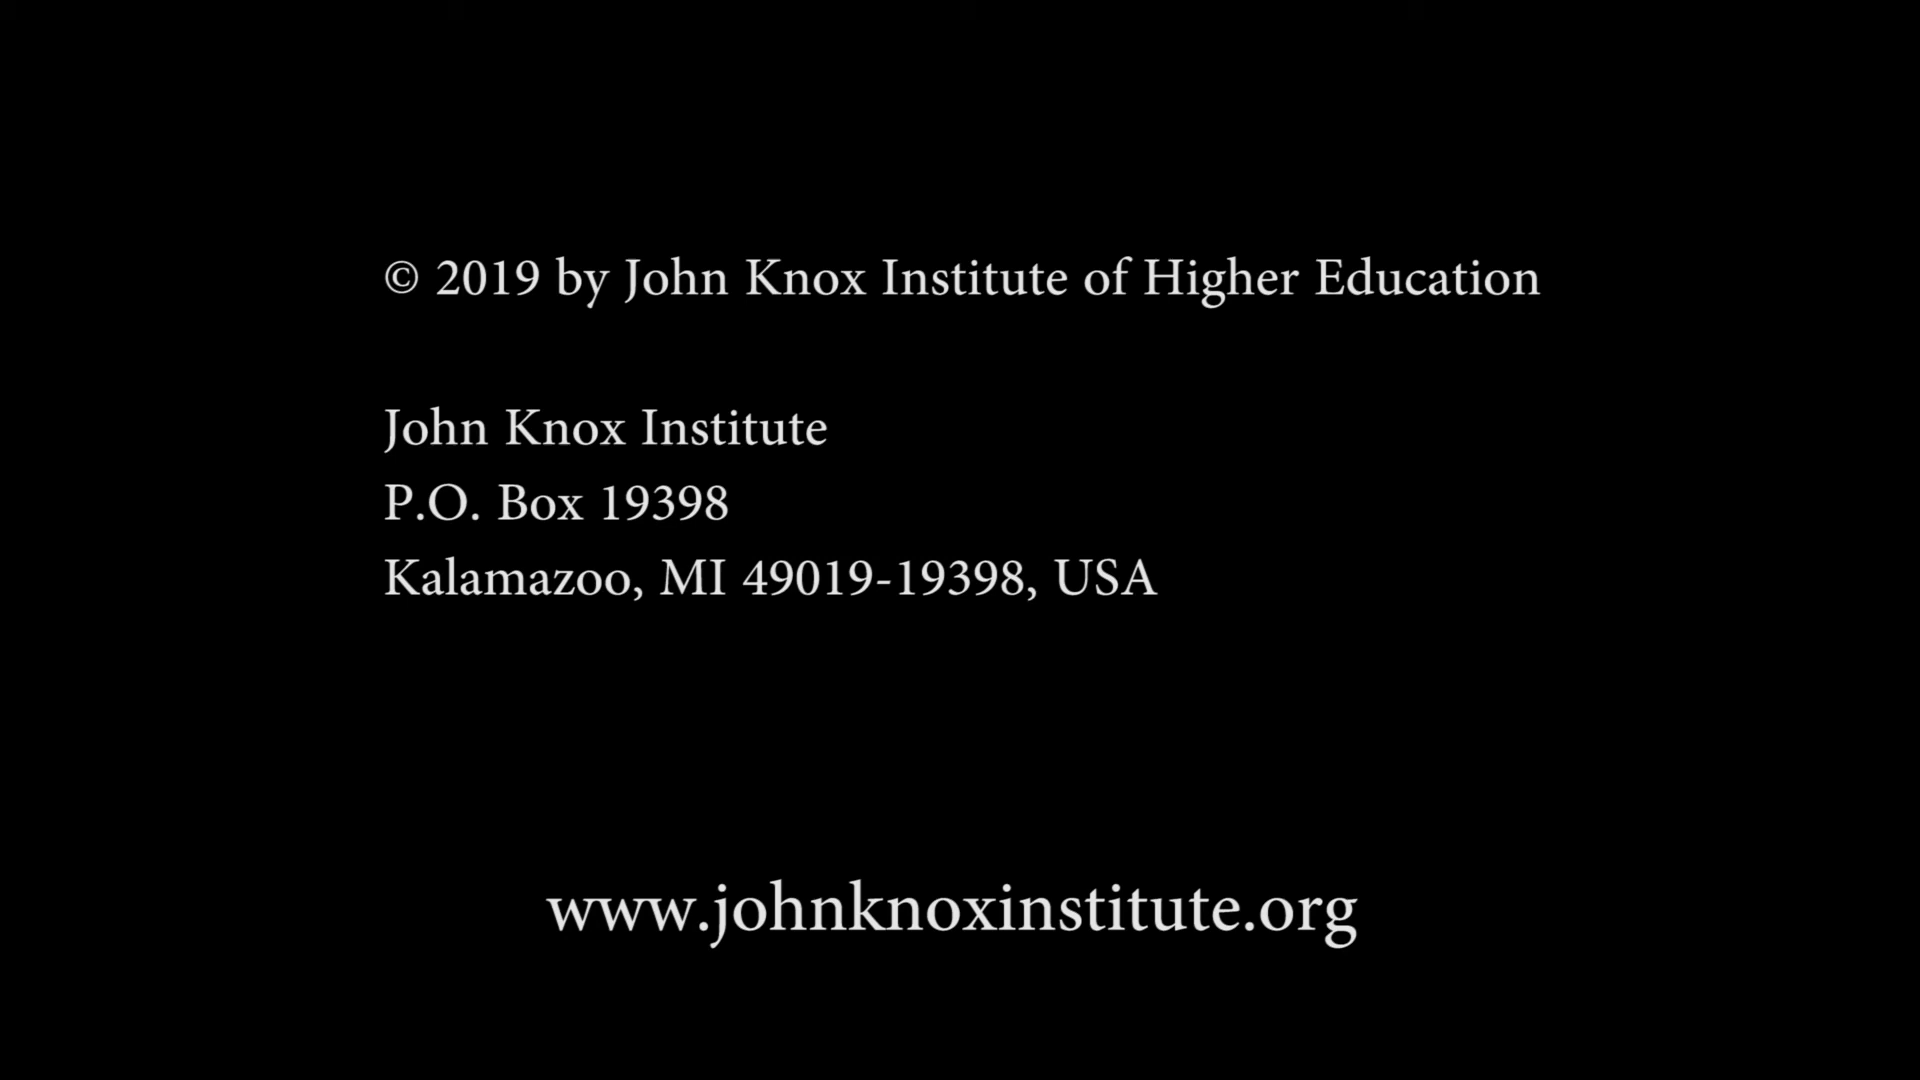 © 2019 by John Knox Institute of Higher Education
John Knox Institute
P.O. Box 19398
Kalamazoo, MI 49019-19398, USA
www.johnknoxinstitute.org